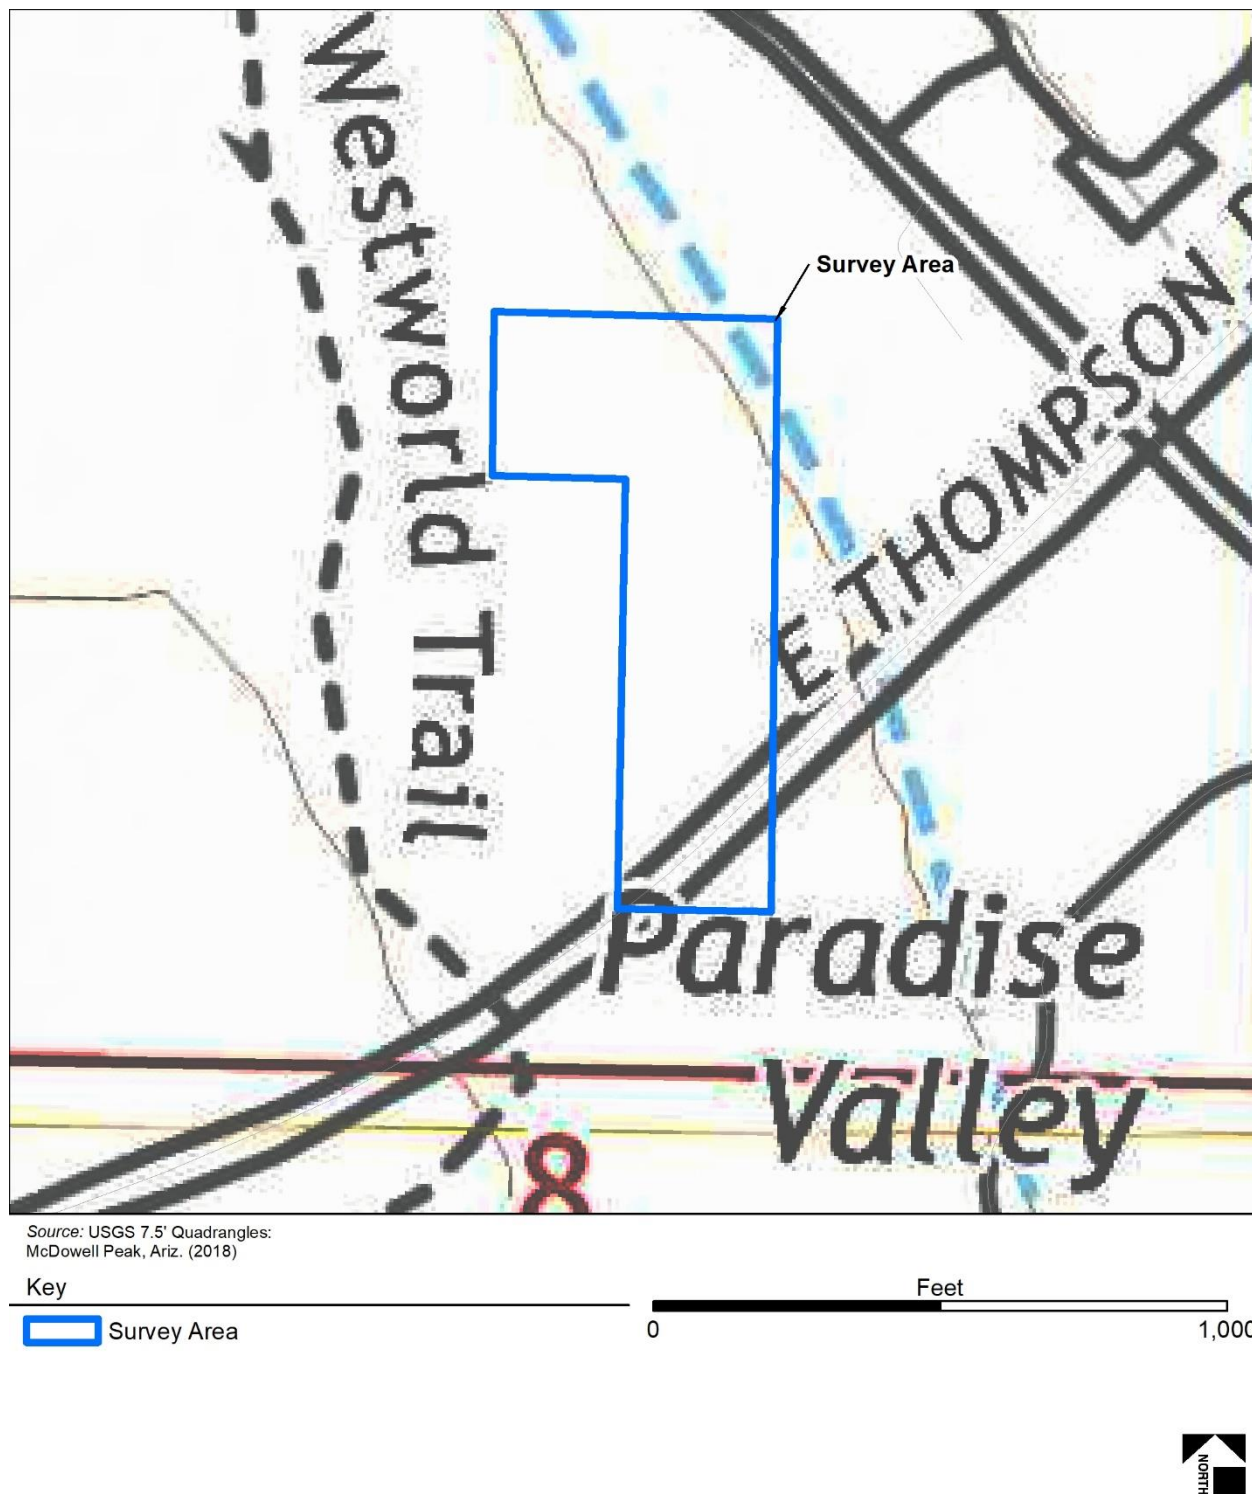 Westworld Trail
Survey Area
E THOMPSON
Paradise
Valley
8
Source: USGS 7.5' Quadrangles:
McDowell Peak, Ariz. (2018)
Key
Survey Area
Feet
0 1,000
NORTH